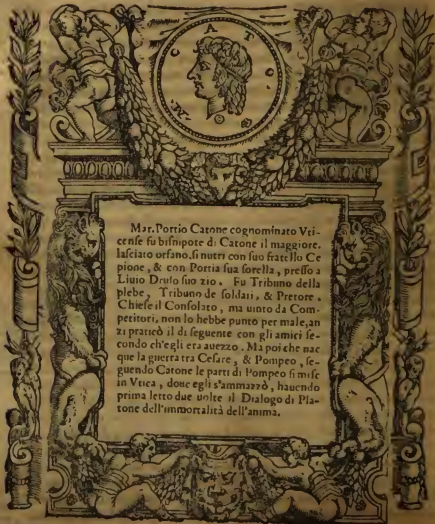 M. CATO.
Mar. Portio Catone cognominato Vti-
cense fu bisnipote di Catone il maggiore.
lasciato orfano, si nutri con suo fratello Ce
pione, & con Portia sua sorella, presso a
Liuio Druso suo zio. Fu Tribuno della
plebe, Tribuno de soldati, & Pretore.
Chiese il Consolato, ma uinto da Com-
petitori, non lo hebbe punto per male, an
zi praticò il dì seguente con gli amici se-
condo ch'egli era auezzo. Ma poi che nac
que la guerra tra Cesare, & Pompeo, se-
guendo Catone le parti di Pompeo si mise
in Vtica, doue egli s'ammazzò, hauendo
prima letto due uolte il Dialogo di Pla-
tone dell'immortalità dell'anima.